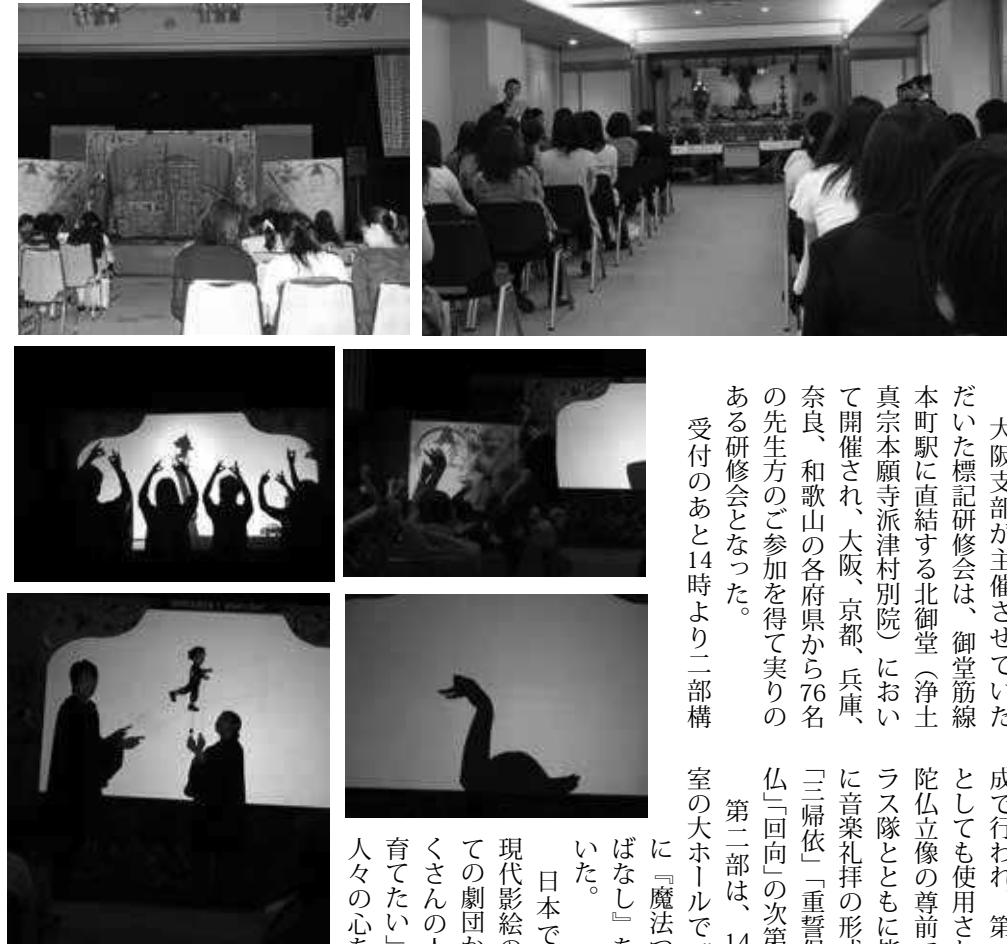 大阪支部が主催させていた
だいた標記研修会は、御堂筋線
本町駅に直結する北御堂（浄土
真宗本願寺派津村別院）におい
て開催され、大阪、京都、兵庫、
奈良、和歌山の各府県から76名
の先生方のご参加を得て実りの
ある研修会となった。
受付のあと14時より二部構
成で行われ、第
としても使用され
陀仏立像の尊前
ラス隊とともに
に音楽礼拝の形
「三帰依」「重誓偈
仏」「回向」の次第
第二部は、14
室の大ホールで
に『魔法つ
ばなし』を
いた。
日本で
現代影絵の
ての劇団か
くさんの人
育てたい」
人々の心を